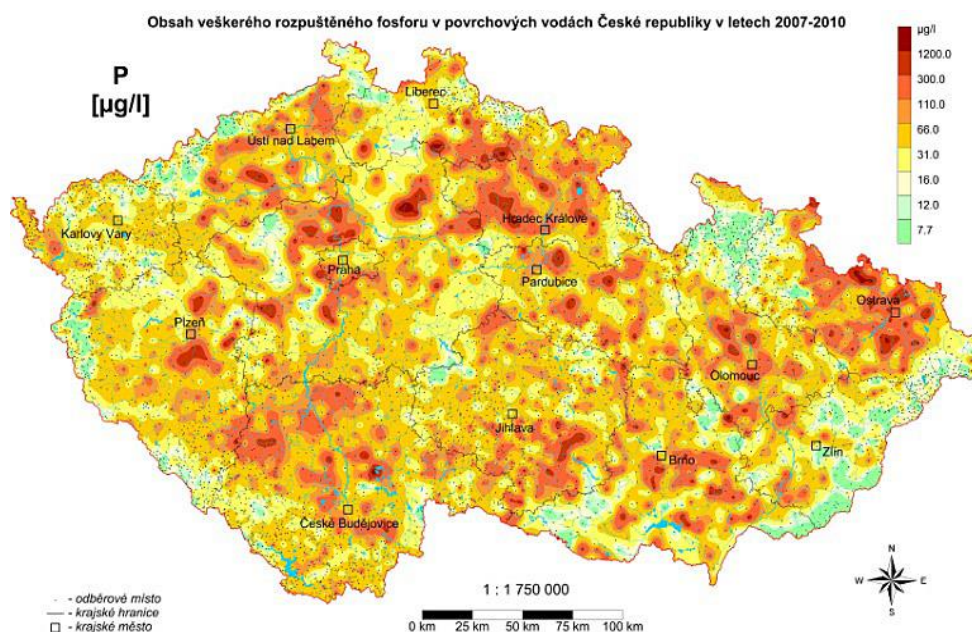 Obsah veškerého rozpuštěného fosforu v povrchových vodách České republiky v letech 2007-2010
P
[µg/l]
µg/l
1200.0
300.0
110.0
66.0
31.0
16.0
12.0
7.7
Liberec
Ústí nad Labem
Karlovy Vary
Hradec Králové
Praha
Pardubice
Ostrava
Plzeň
Olomouc
Jihlava
Brno
Zlín
České Budějovice
N
W E
S
1 : 1 750 000
0 km 25 km 50 km 75 km 100 km
- odběrové místo
- krajské hranice
- krajské město